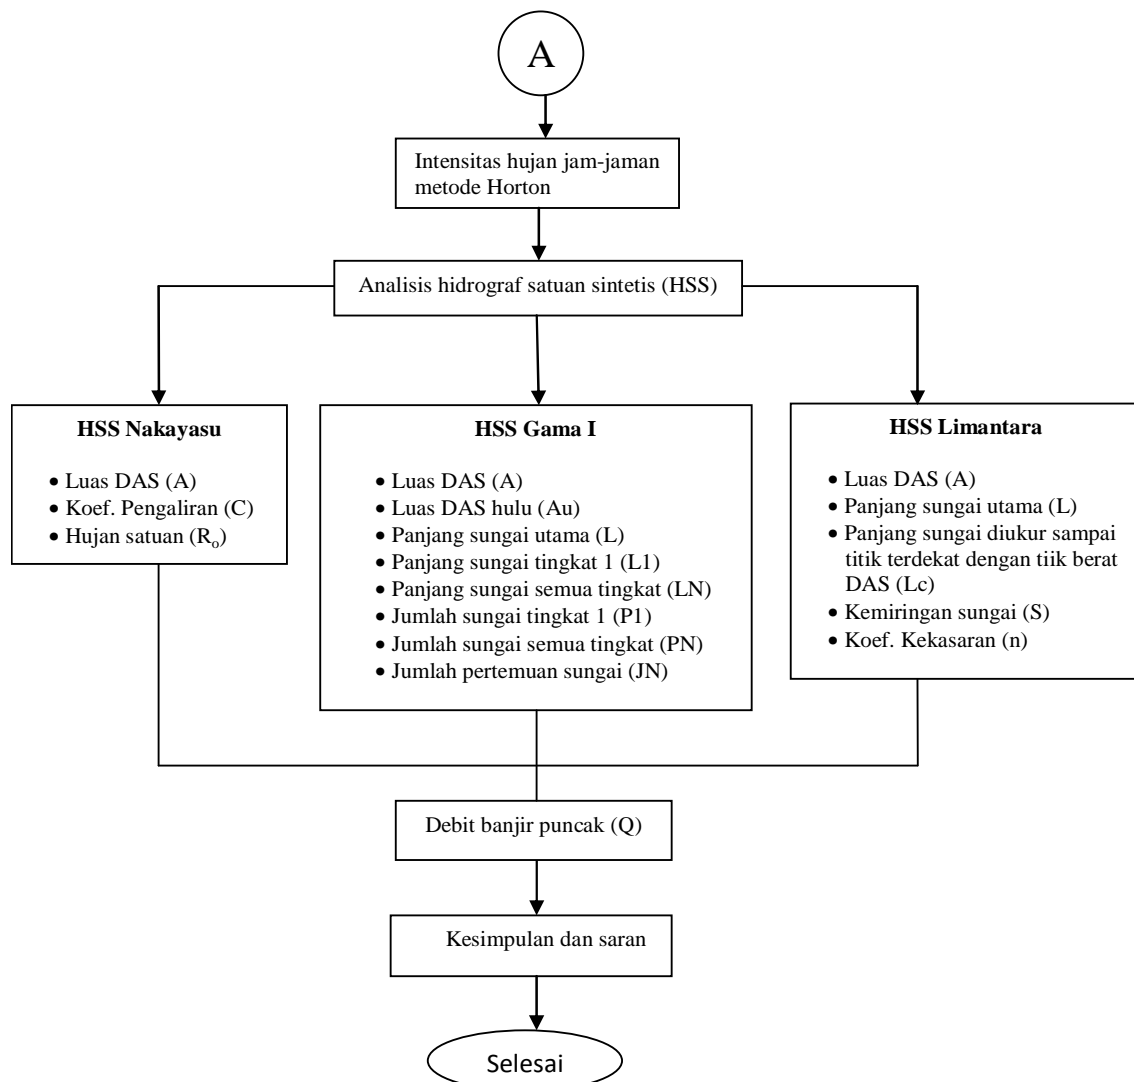 A
Intensitas hujan jam-jaman
metode Horton
Analisis hidrograf satuan sintetis (HSS)
HSS Nakayasu
• Luas DAS (A)
• Koef. Pengaliran (C)
• Hujan satuan (Ro)
HSS Gama I
• Luas DAS (A)
• Luas DAS hulu (Au)
• Panjang sungai utama (L)
• Panjang sungai tingkat 1 (L1)
• Panjang sungai semua tingkat (LN)
• Jumlah sungai tingkat 1 (P1)
• Jumlah sungai semua tingkat (PN)
• Jumlah pertemuan sungai (JN)
HSS Limantara
• Luas DAS (A)
• Panjang sungai utama (L)
• Panjang sungai diukur sampai
titik terdekat dengan tiik berat
DAS (Lc)
• Kemiringan sungai (S)
• Koef. Kekasaran (n)
Debit banjir puncak (Q)
Kesimpulan dan saran
Selesai